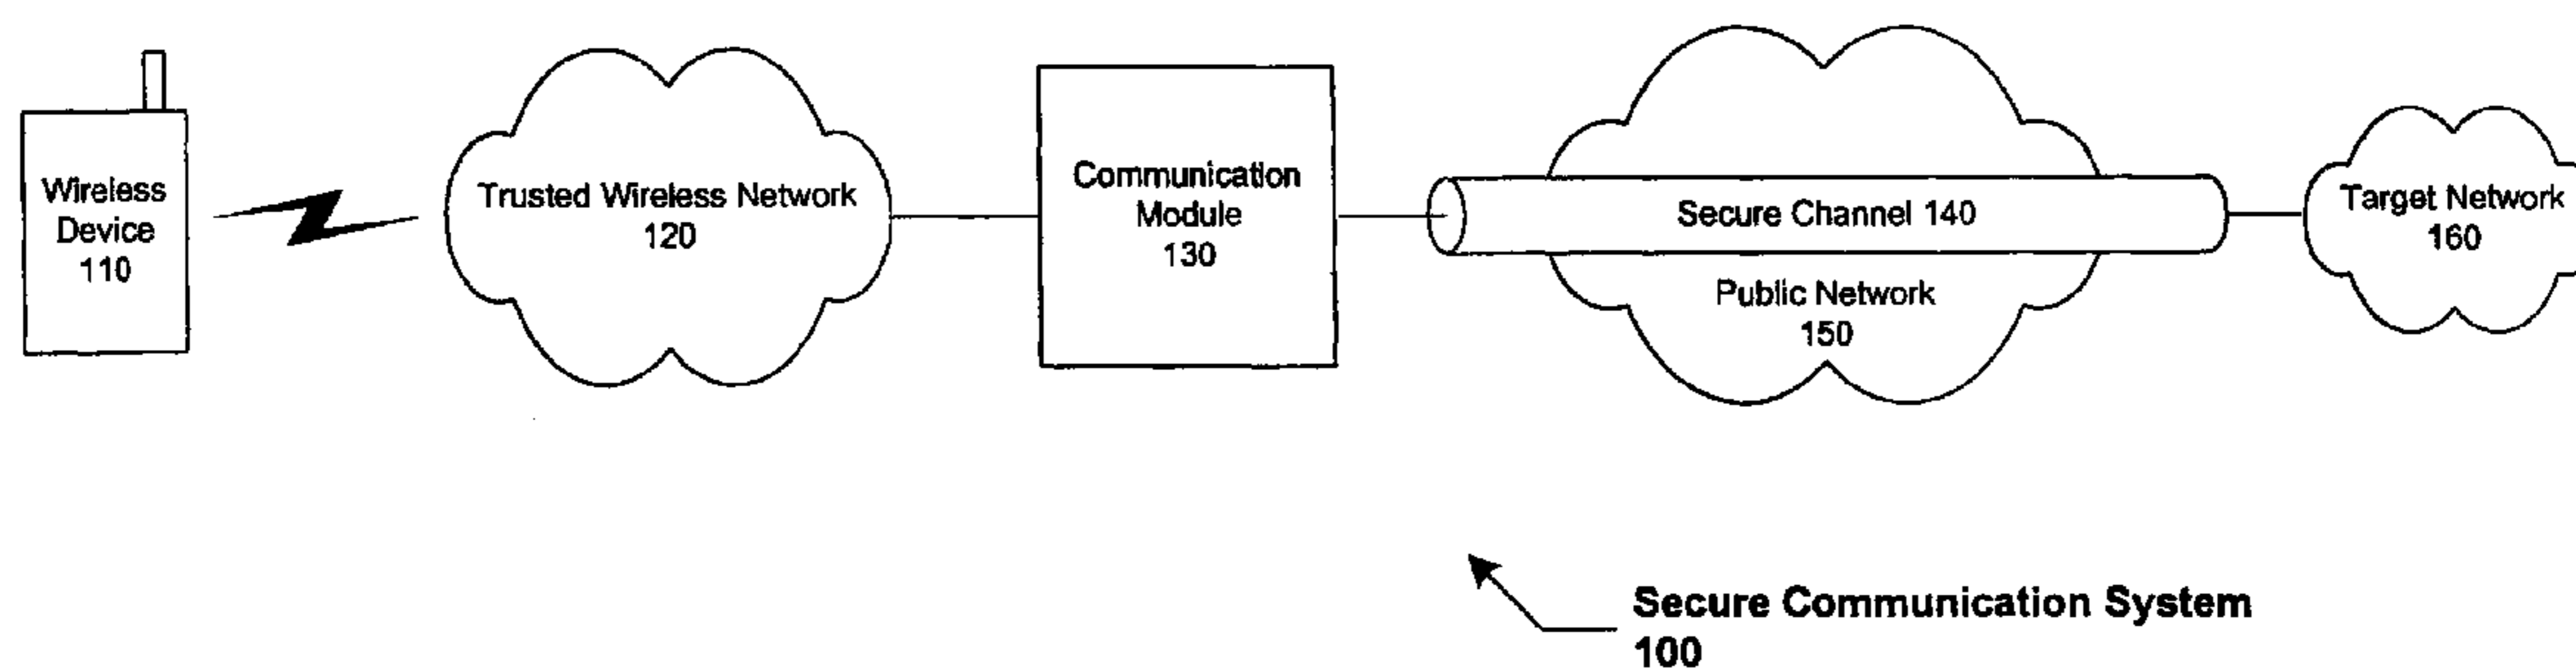 Wireless
Device
110
Trusted Wireless Network
120
Communication
Module
130
Secure Channel 140
Public Network
150
Target Network
160
Secure Communication System
100